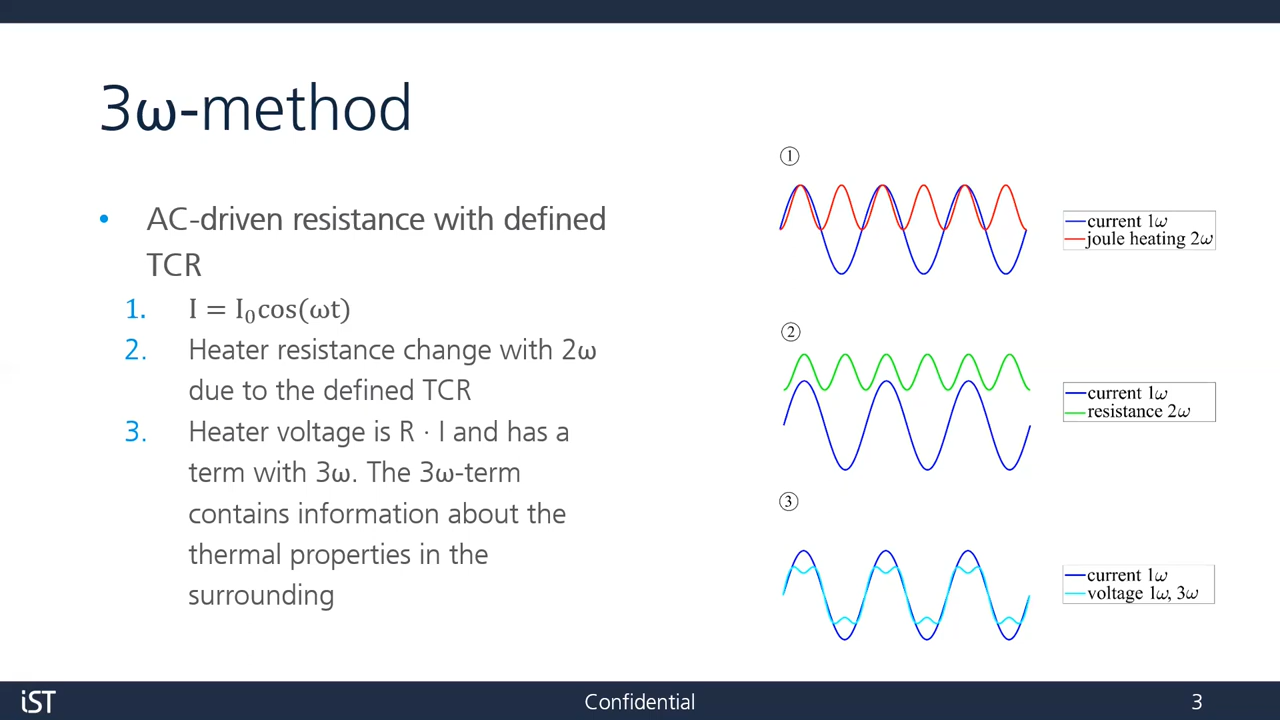 3ω-method
• AC-driven resistance with defined
TCR
1. I = I₀cos(ωt)
2. Heater resistance change with 2ω
due to the defined TCR
3. Heater voltage is R · I and has a
term with 3ω. The 3ω-term
contains information about the
thermal properties in the
surrounding
①
current 1ω
joule heating 2ω
②
current 1ω
resistance 2ω
③
current 1ω
voltage 1ω, 3ω
iST
Confidential
3